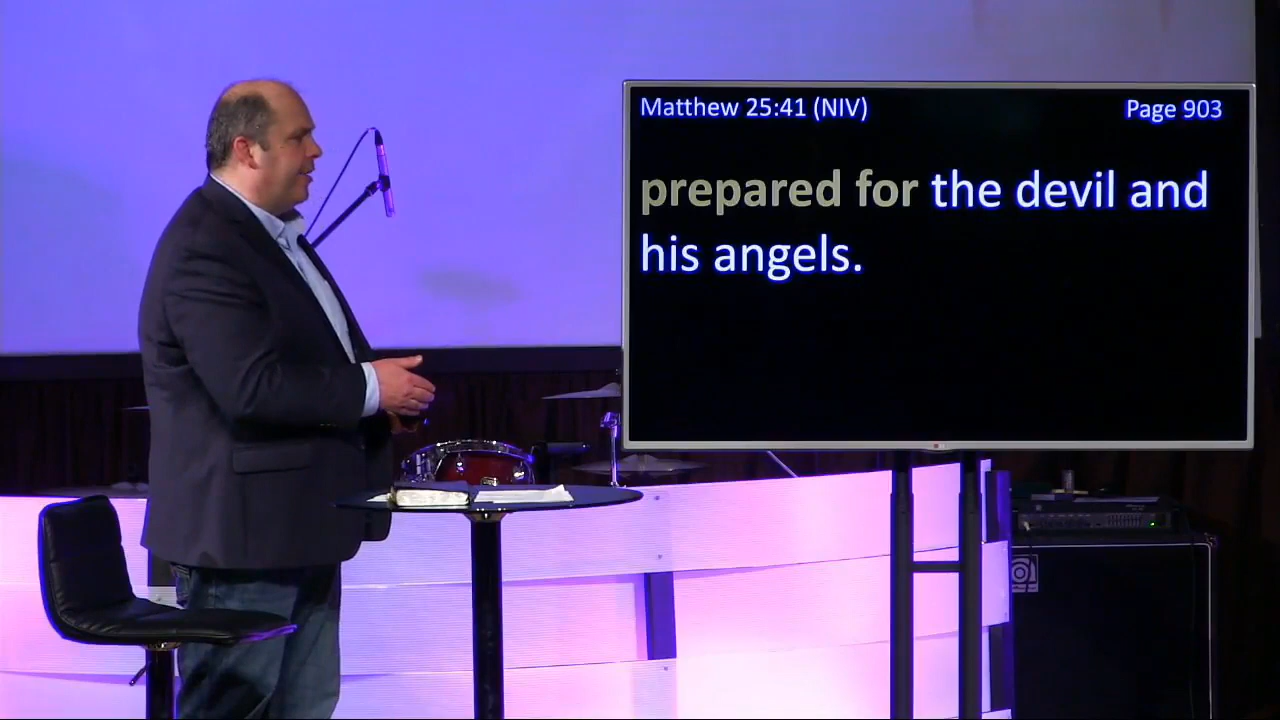 Matthew 25:41 (NIV) Page 903
prepared for the devil and
his angels.